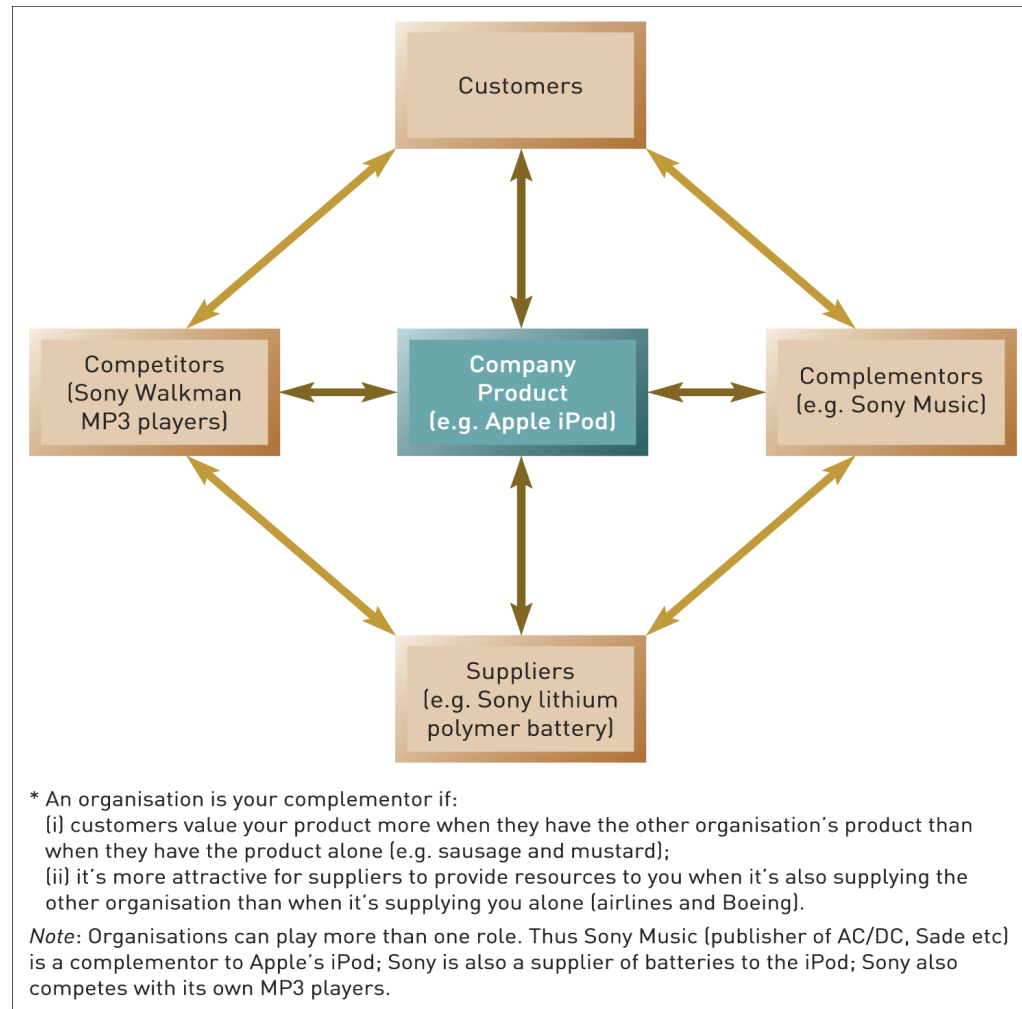 Customers
Competitors
(Sony Walkman
MP3 players)
Company
Product
(e.g. Apple iPod)
Complementors
(e.g. Sony Music)
Suppliers
(e.g. Sony lithium
polymer battery)
* An organisation is your complementor if:
(i) customers value your product more when they have the other organisation's product than
when they have the product alone (e.g. sausage and mustard);
(ii) it's more attractive for suppliers to provide resources to you when it's also supplying the
other organisation than when it's supplying you alone (airlines and Boeing).
Note: Organisations can play more than one role. Thus Sony Music (publisher of AC/DC, Sade etc)
is a complementor to Apple's iPod; Sony is also a supplier of batteries to the iPod; Sony also
competes with its own MP3 players.